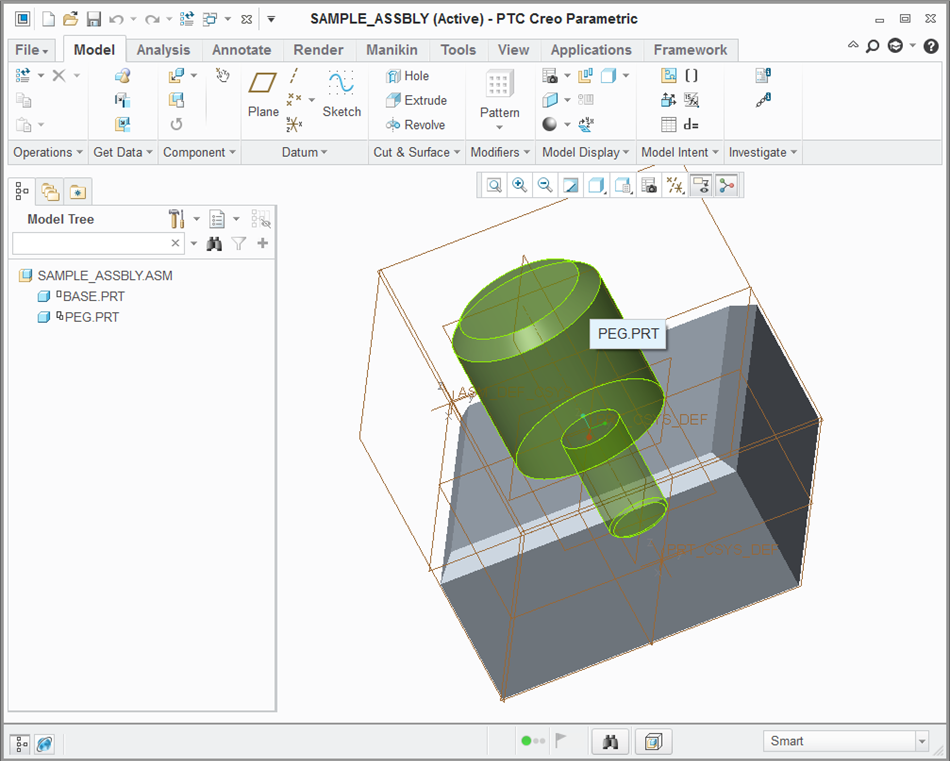 SAMPLE_ASSBLY (Active) - PTC Creo Parametric
File
Model
Analysis
Annotate
Render
Manikin
Tools
View
Applications
Framework
Plane
Sketch
Hole
Extrude
Revolve
Pattern
d=
Operations
Get Data
Component
Datum
Cut & Surface
Modifiers
Model Display
Model Intent
Investigate
Model Tree
SAMPLE_ASSBLY.ASM
BASE.PRT
PEG.PRT
PEG.PRT
Smart